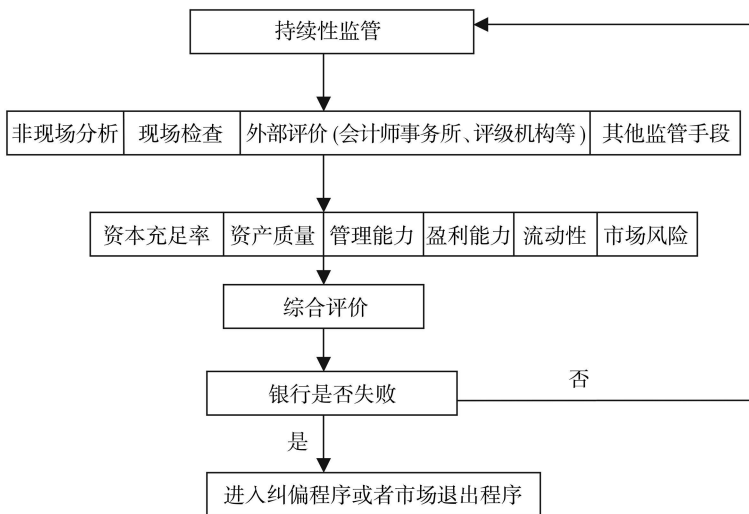 持续性监管
非现场分析 现场检查 外部评价(会计师事务所、评级机构等) 其他监管手段
资本充足率 资产质量 管理能力 盈利能力 流动性 市场风险
综合评价
银行是否失败
否
是
进入纠偏程序或者市场退出程序